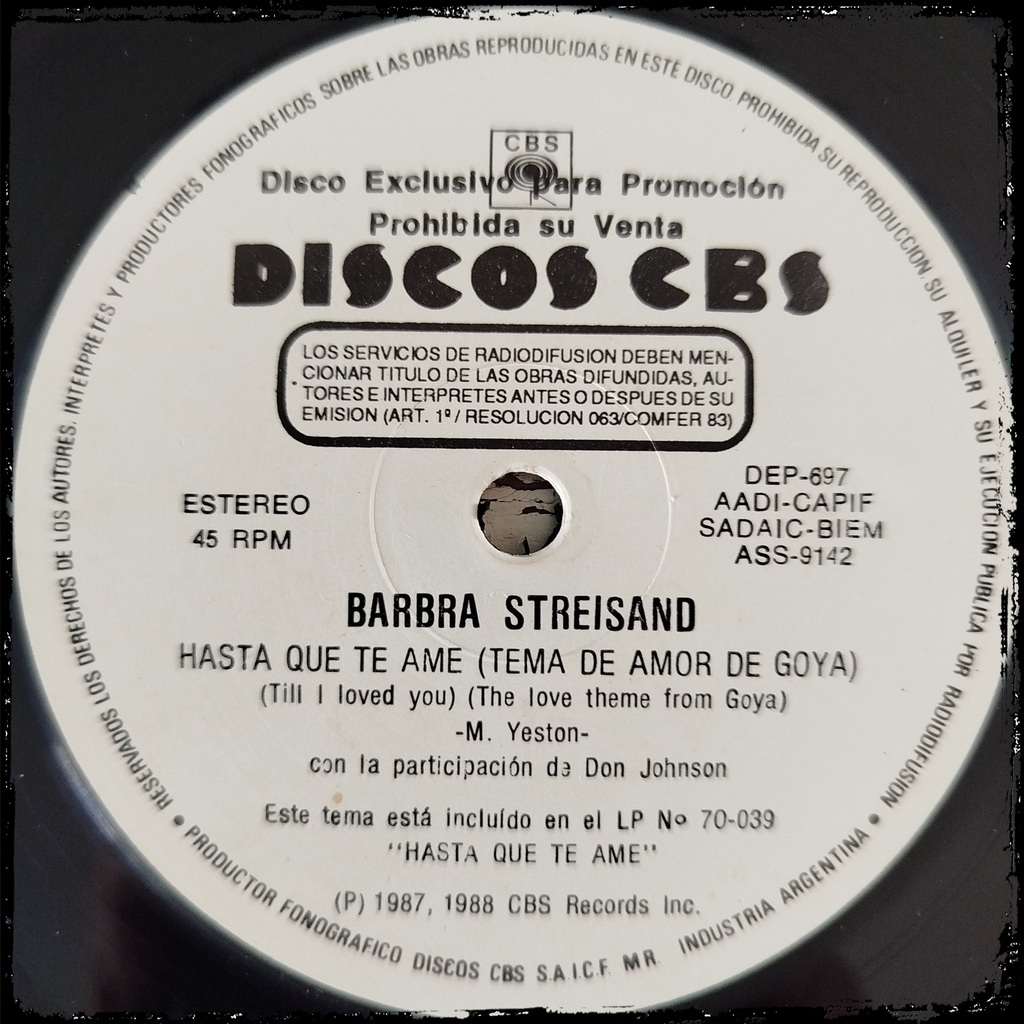 RESERVADOS LOS DERECHOS DE LOS AUTORES, INTERPRETES Y PRODUCTORES FONOGRAFICOS SOBRE LAS OBRAS REPRODUCIDAS EN ESTE DISCO. PROHIBIDA SU REPRODUCCION SU ALQUILER Y SU EJECUCION PUBLICA POR RADIODIFUSION
CBS
Disco Exclusivo para Promoción
Prohibida su Venta
DISCOS CBS
LOS SERVICIOS DE RADIODIFUSION DEBEN MEN-
CIONAR TITULO DE LAS OBRAS DIFUNDIDAS, AU-
TORES E INTERPRETES ANTES O DESPUES DE SU
EMISION (ART. 1º / RESOLUCION 063/COMFER 83)
ESTEREO
45 RPM
DEP-697
AADI-CAPIF
SADAIC-BIEM
ASS-9142
BARBRA STREISAND
HASTA QUE TE AME (TEMA DE AMOR DE GOYA)
(Till I loved you) (The love theme from Goya)
-M. Yeston-
con la participación de Don Johnson
Este tema está incluído en el LP Nº 70-039
"HASTA QUE TE AME"
(P) 1987, 1988 CBS Records Inc.
• PRODUCTOR FONOGRAFICO DISCOS CBS S.A.I.C.F. MR. INDUSTRIA ARGENTINA •